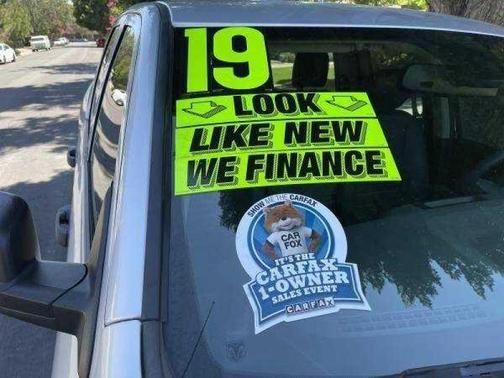 19
LOOK
LIKE NEW
WE FINANCE
SHOW ME THE CARFAX
CAR
FOX
IT'S THE
CARFAX
1-OWNER
SALES EVENT
CARFAX